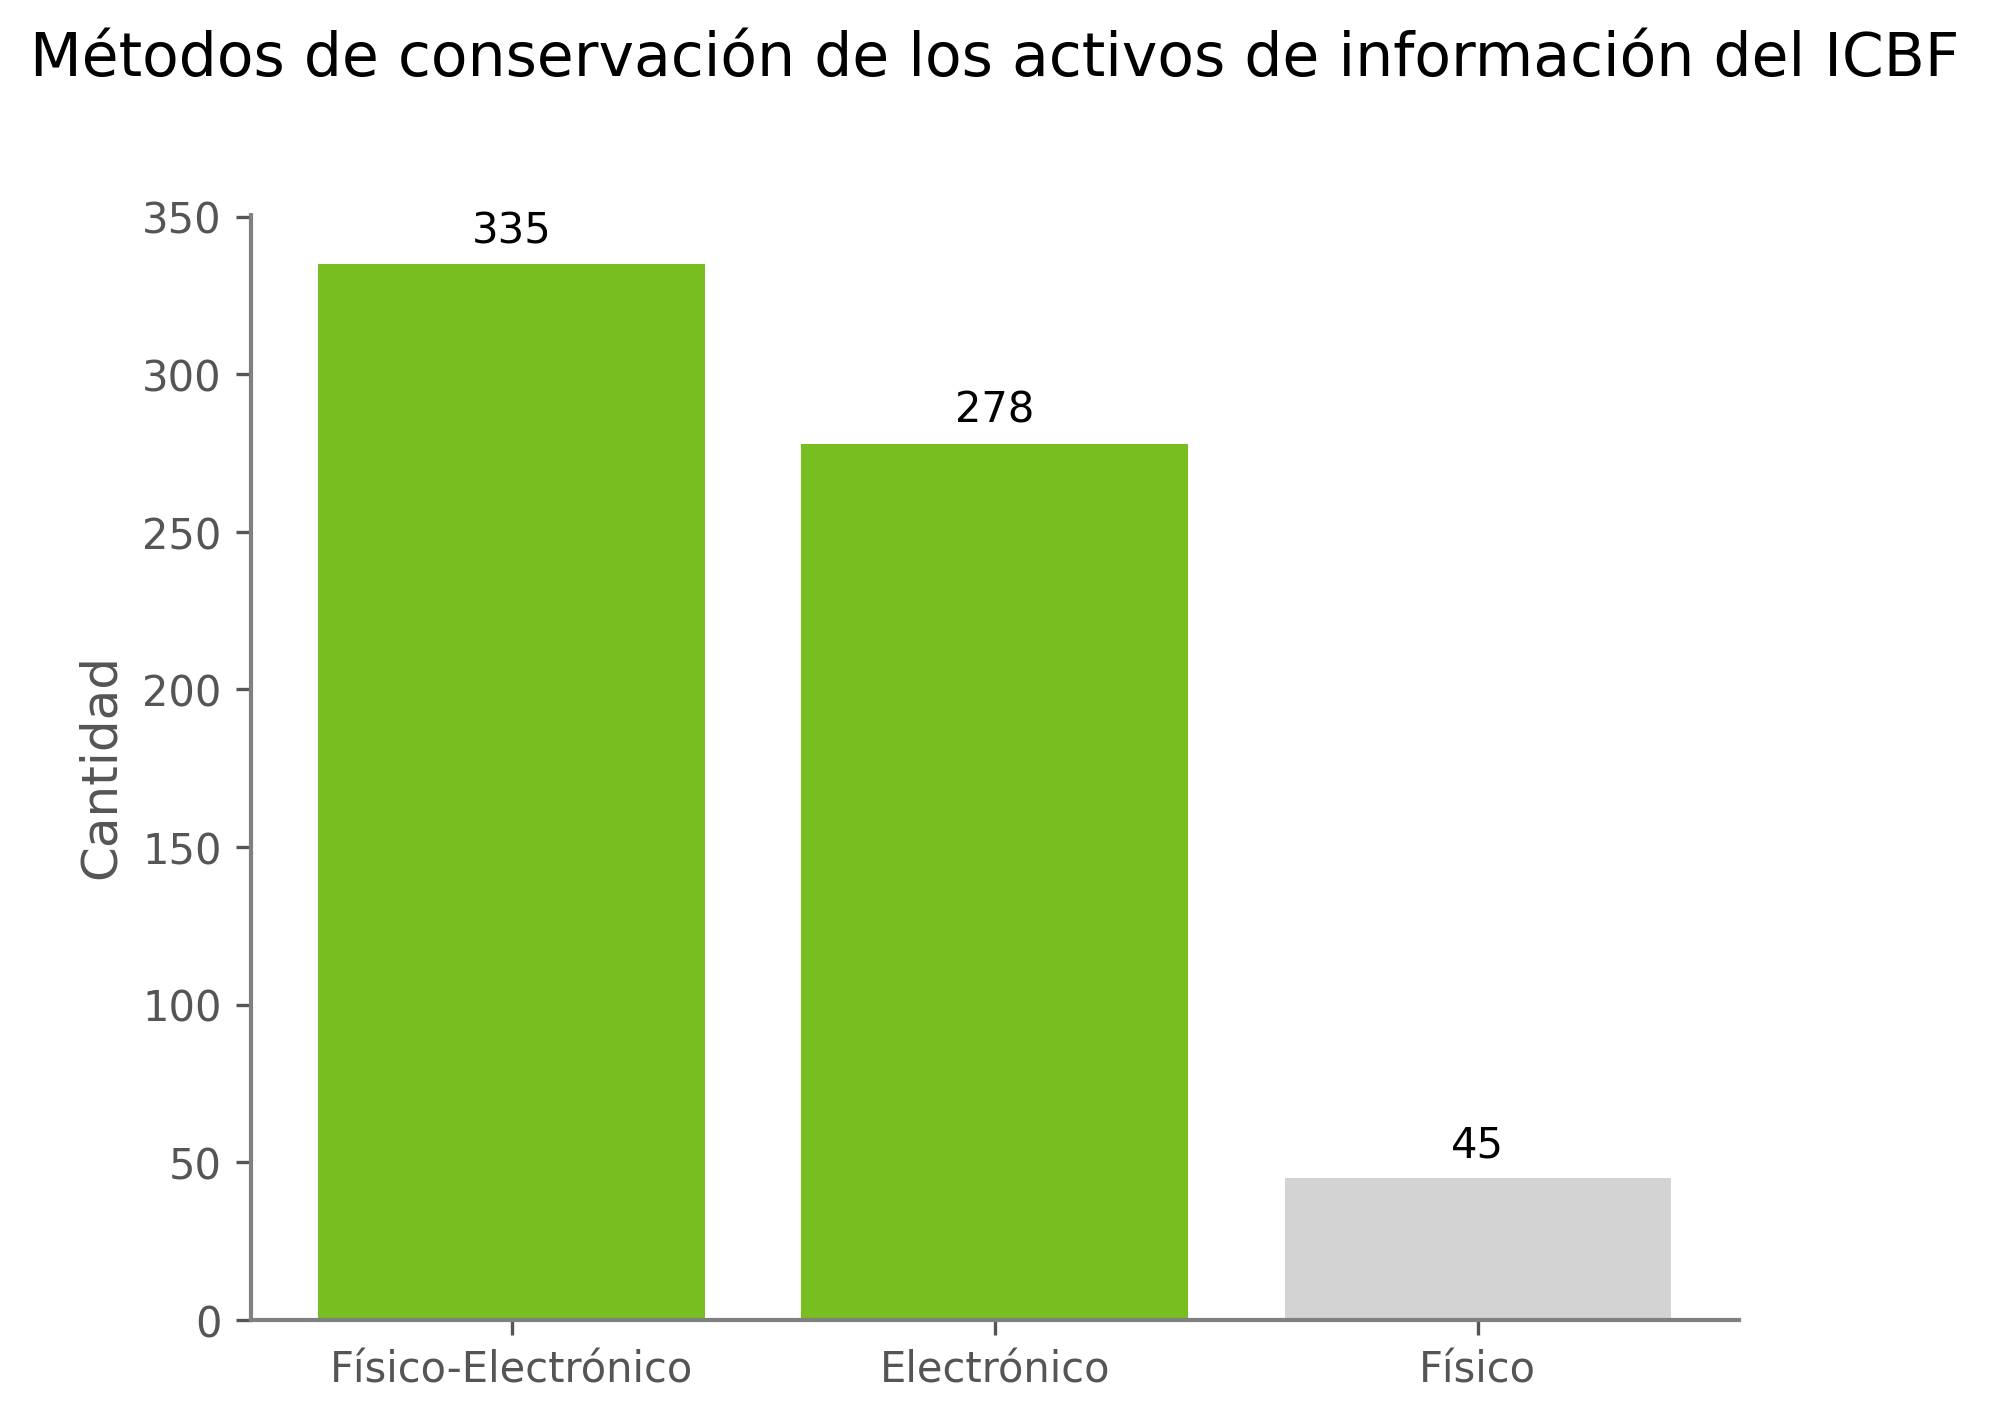 Métodos de conservación de los activos de información del ICBF
350
300
250
200
150
100
50
0
Cantidad
335
278
45
Físico-Electrónico
Electrónico
Físico